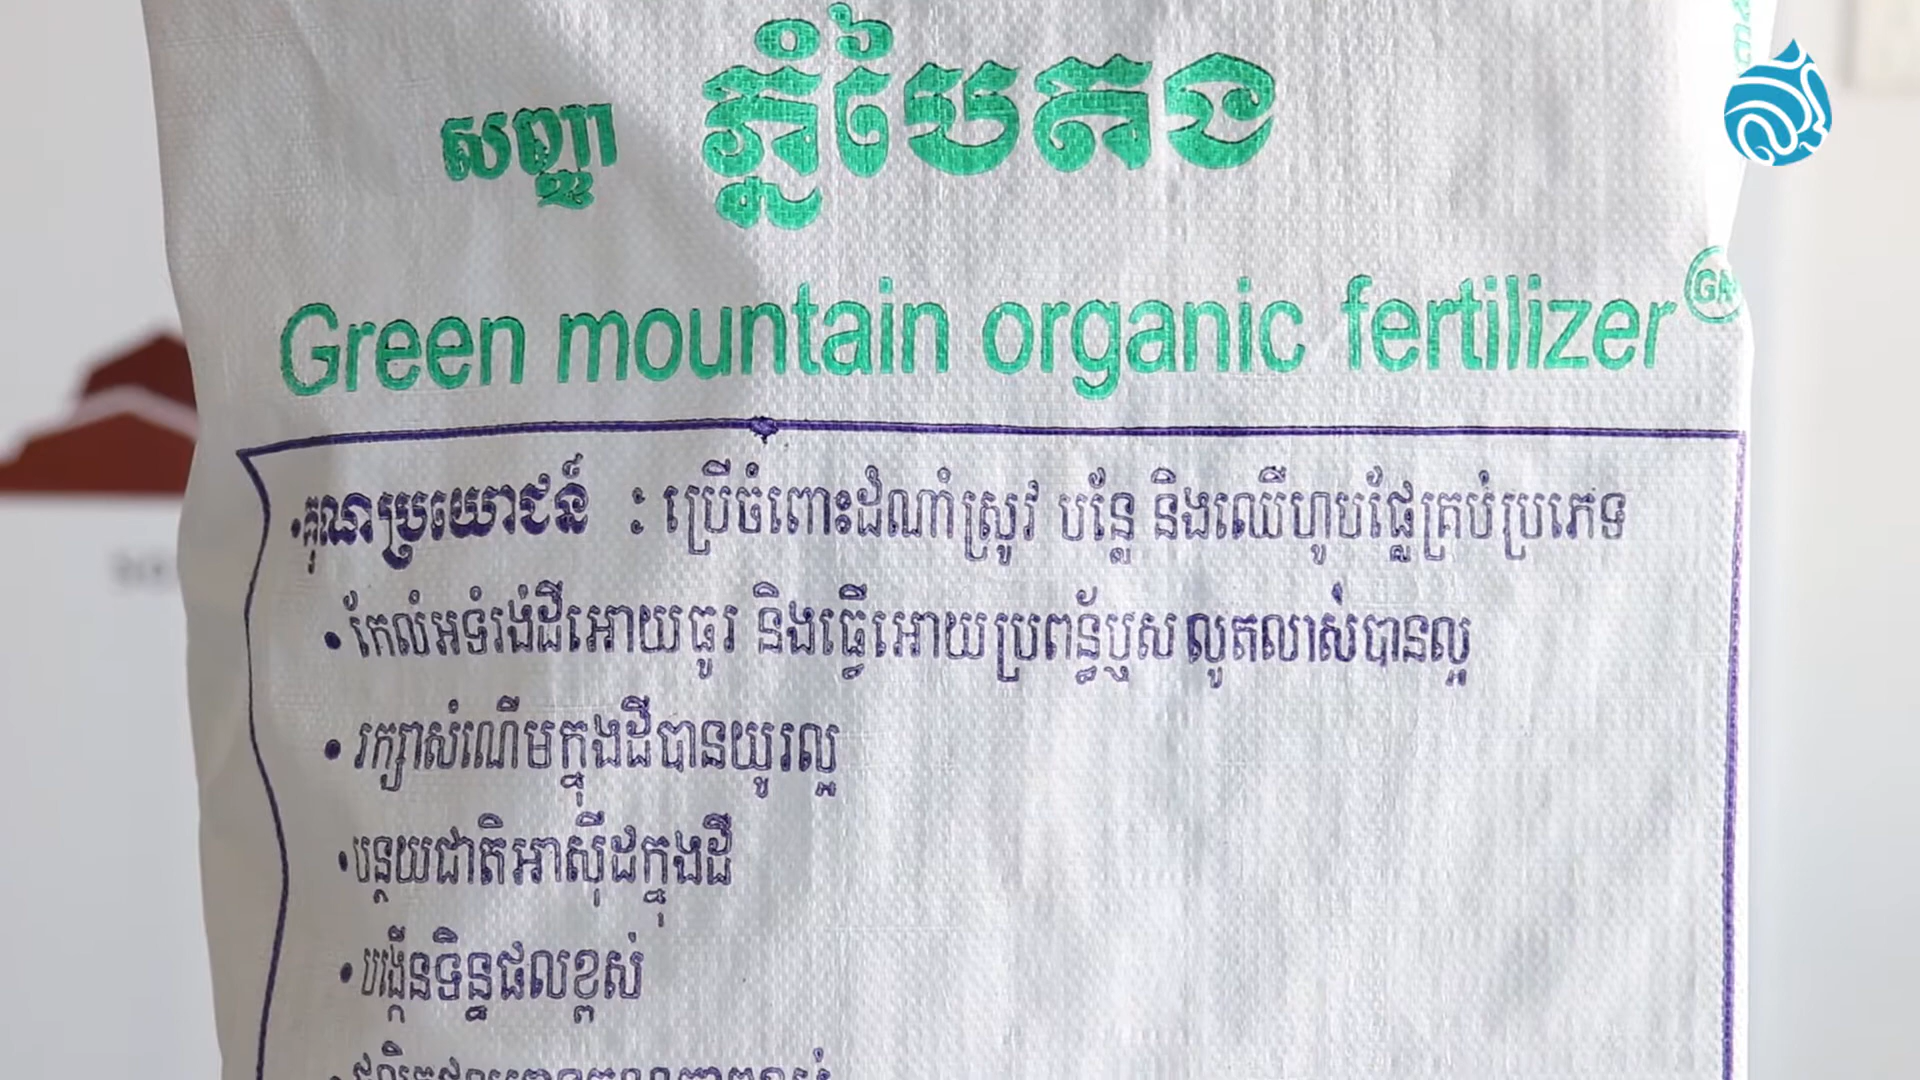 សញ្ញា ភ្នំបៃតង
Green mountain organic fertilizer GM
•គុណប្រយោជន៍ : ប្រើចំពោះដំណាំស្រូវ បន្លែ និងឈើហូបផ្លែគ្រប់ប្រភេទ
• កែលំអទំរង់ដីអោយធូរ និងធ្វើអោយប្រពន្ធ័ប្ញសលូតលាស់បានល្អ
• រក្សាសំណើមក្នុងដីបានយូរល្អ
• បន្ថយជាតិអាស៊ីដក្នុងដី
• បង្កើនទិន្នផលខ្ពស់